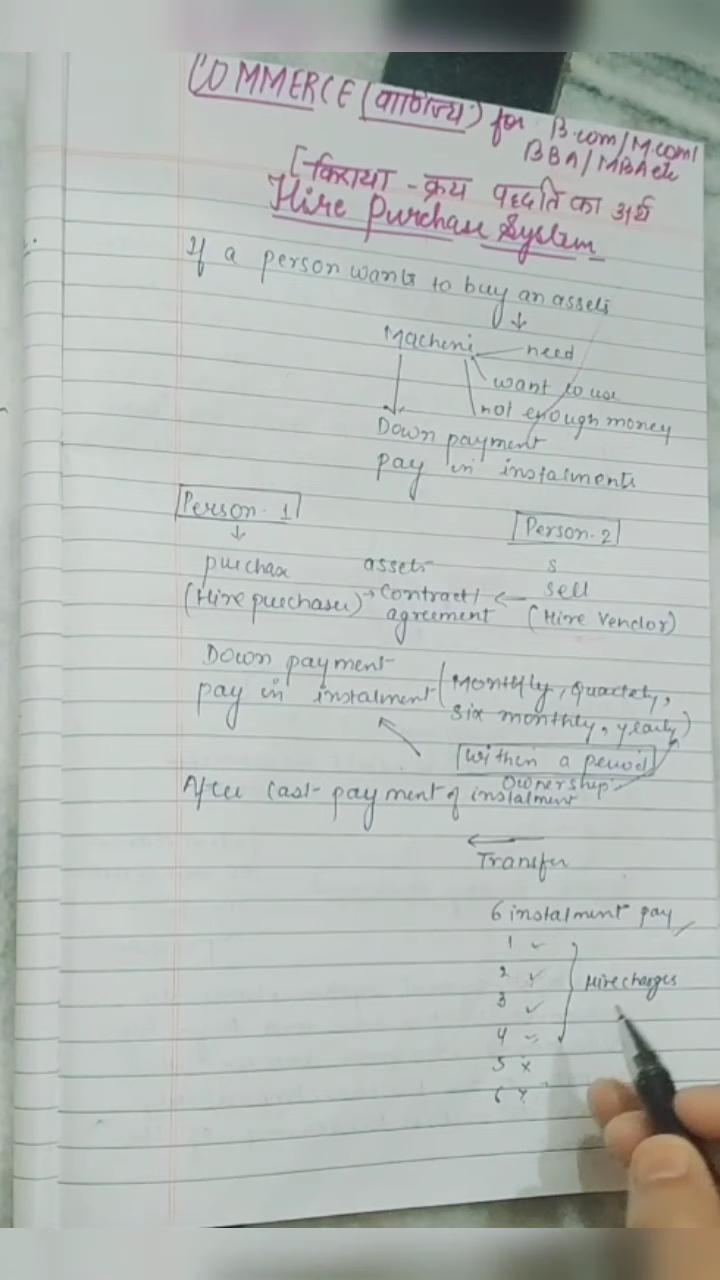 COMMERCE (वाणिज्य) for B.com/M.com/
BBA/MBA etc
[किराया - क्रय पद्दति का अर्थ
Hire Purchase System
If a person wants to buy an assets
↓
Macheni need
want to use
not enough money
Down payment
pay in instalments
Person-1 Person-2
purchax assets s
sell
(Hire purchaser) → contract/ ← (Hire Vendor)
agreement
Down payment
pay in instalment (Monthly, quartely,
six monthly, yearly)
within a period
Ownership
After Last payment of instalment
Transfer
6 instalment pay
1 ✓
2 ✓ Hire charges
3 ✓
4 ✓
5 x
6 x